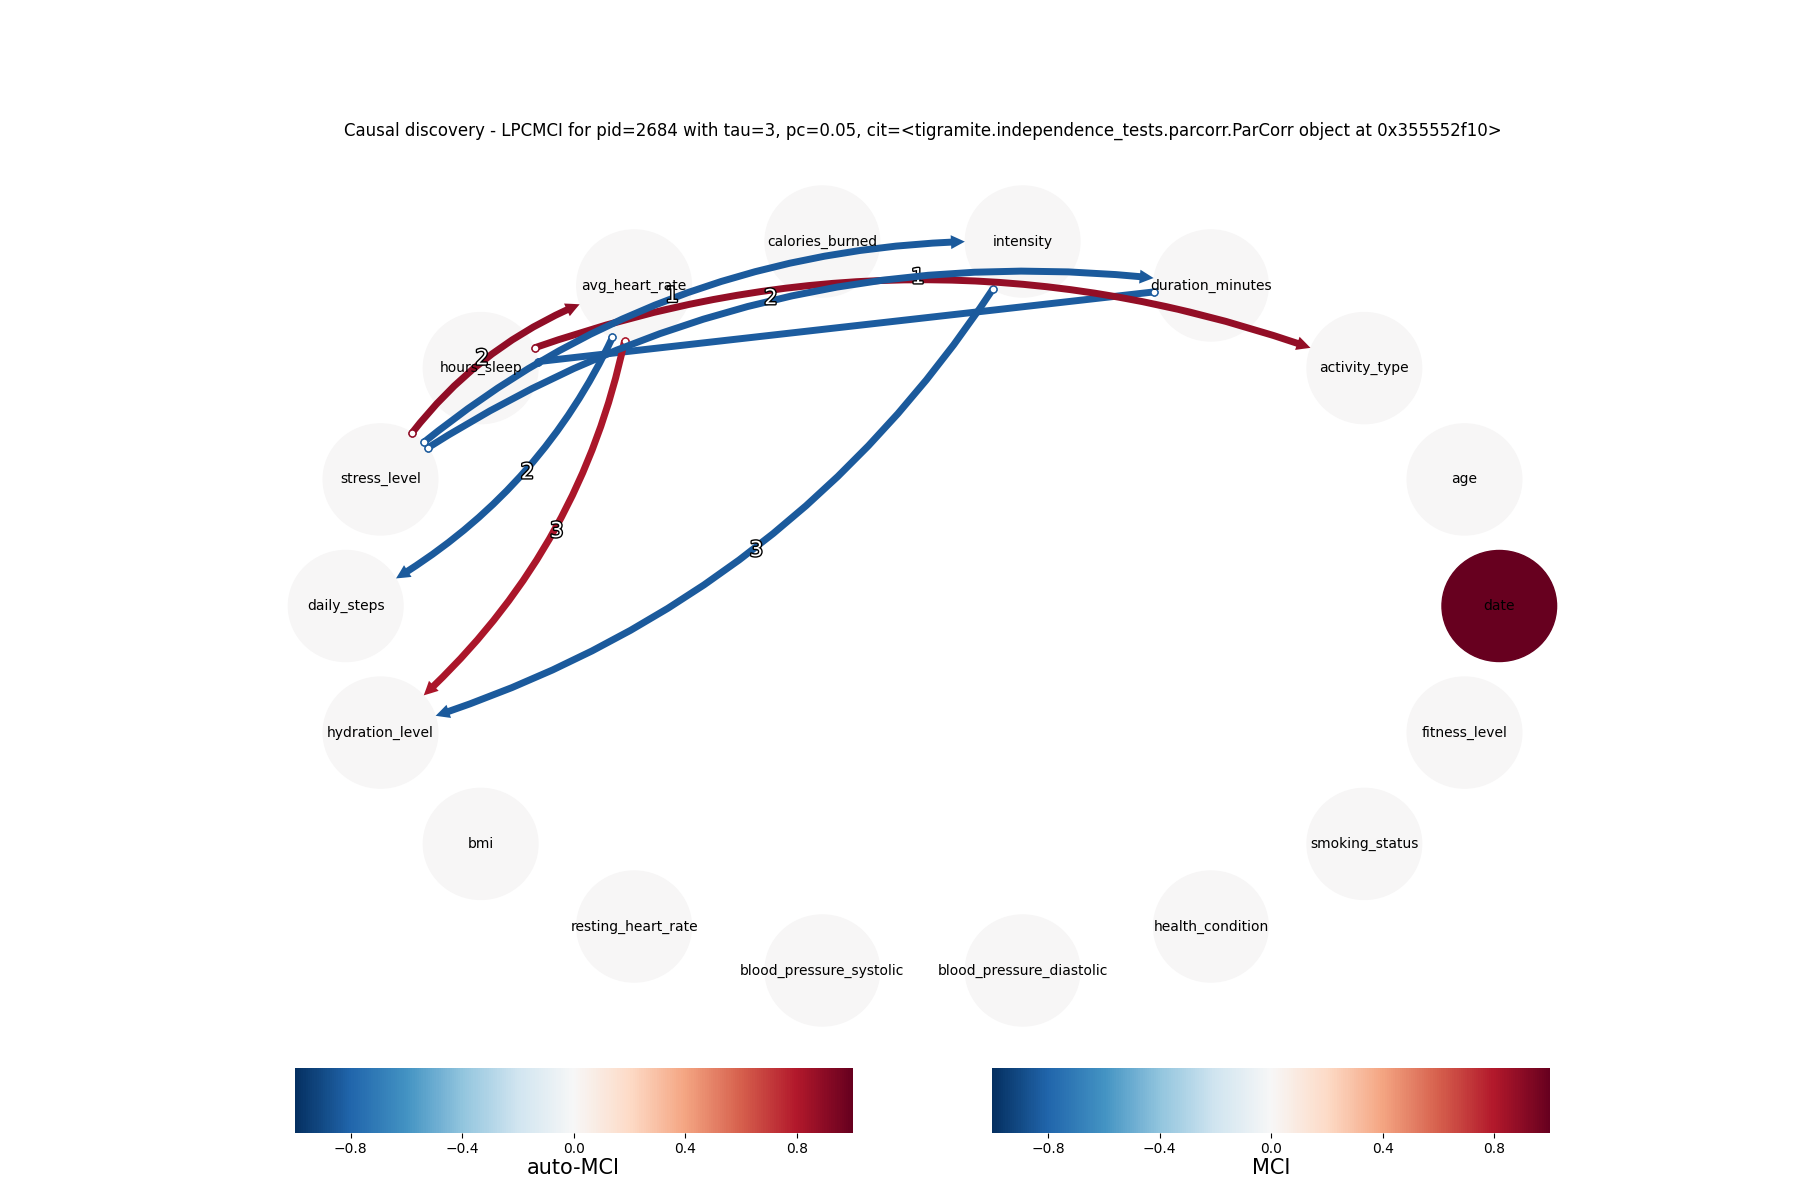 Causal discovery - LPCMCI for pid=2684 with tau=3, pc=0.05, cit=<tigramite.independence_tests.parcorr.ParCorr object at 0x355552f10>
calories_burned
intensity
avg_heart_rate
duration_minutes
1
1
2
2
hours_sleep
activity_type
stress_level
age
2
3
3
daily_steps
date
hydration_level
fitness_level
bmi
smoking_status
resting_heart_rate
health_condition
blood_pressure_systolic
blood_pressure_diastolic
−0.8 −0.4 0.0 0.4 0.8
auto-MCI
−0.8 −0.4 0.0 0.4 0.8
MCI